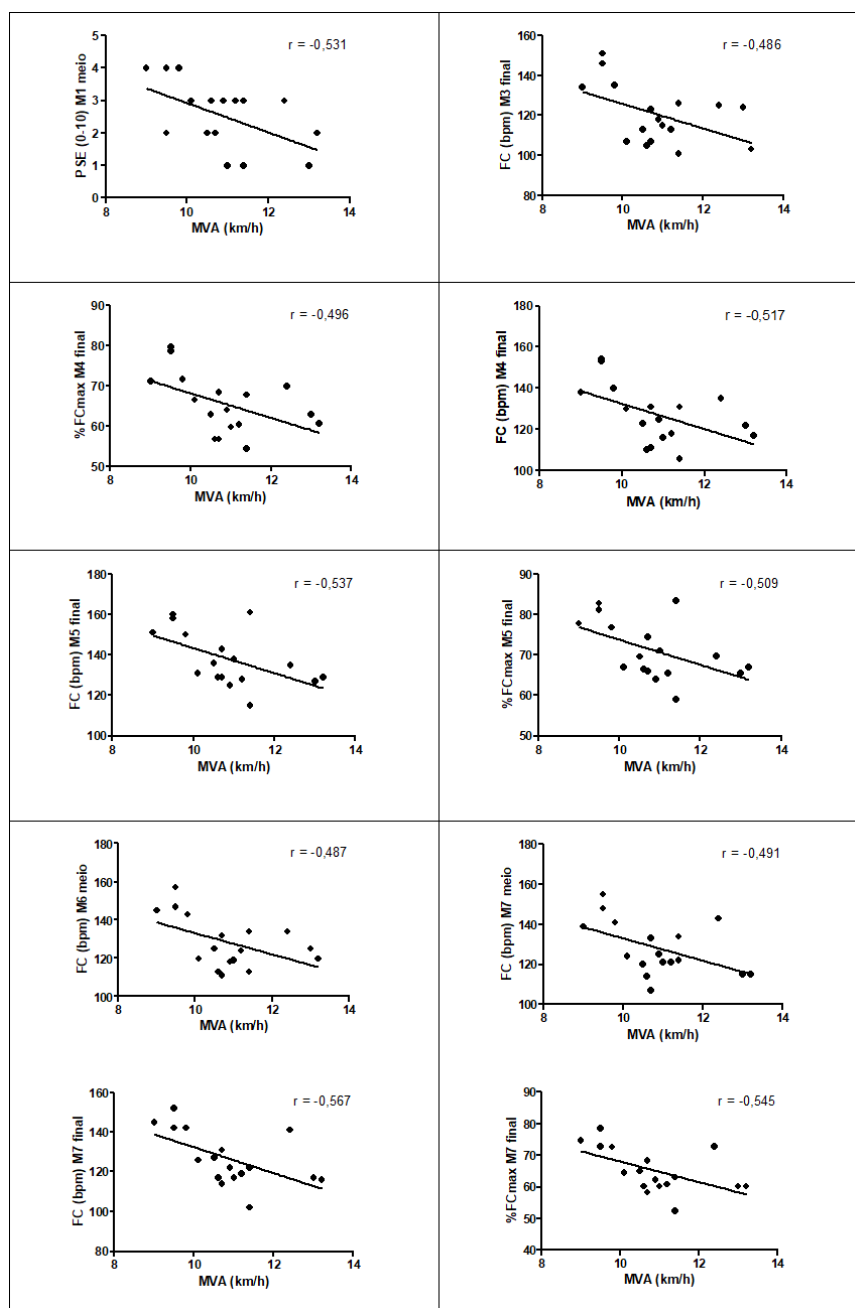 r = -0,531
PSE (0-10) M1 meio
5
4
3
2
1
0
8 10 12 14
MVA (km/h)
r = -0,486
FC (bpm) M3 final
160
140
120
100
80
8 10 12 14
MVA (km/h)
r = -0,496
%FCmax M4 final
90
80
70
60
50
8 10 12 14
MVA (km/h)
r = -0,517
FC (bpm) M4 final
180
160
140
120
100
8 10 12 14
MVA (km/h)
r = -0,537
FC (bpm) M5 final
180
160
140
120
100
8 10 12 14
MVA (km/h)
r = -0,509
%FCmax M5 final
90
80
70
60
50
8 10 12 14
MVA (km/h)
r = -0,487
FC (bpm) M6 meio
180
160
140
120
100
8 10 12 14
MVA (km/h)
r = -0,491
FC (bpm) M7 meio
180
160
140
120
100
8 10 12 14
MVA (km/h)
r = -0,567
FC (bpm) M7 final
160
140
120
100
80
8 10 12 14
MVA (km/h)
r = -0,545
%FCmax M7 final
90
80
70
60
50
40
8 10 12 14
MVA (km/h)